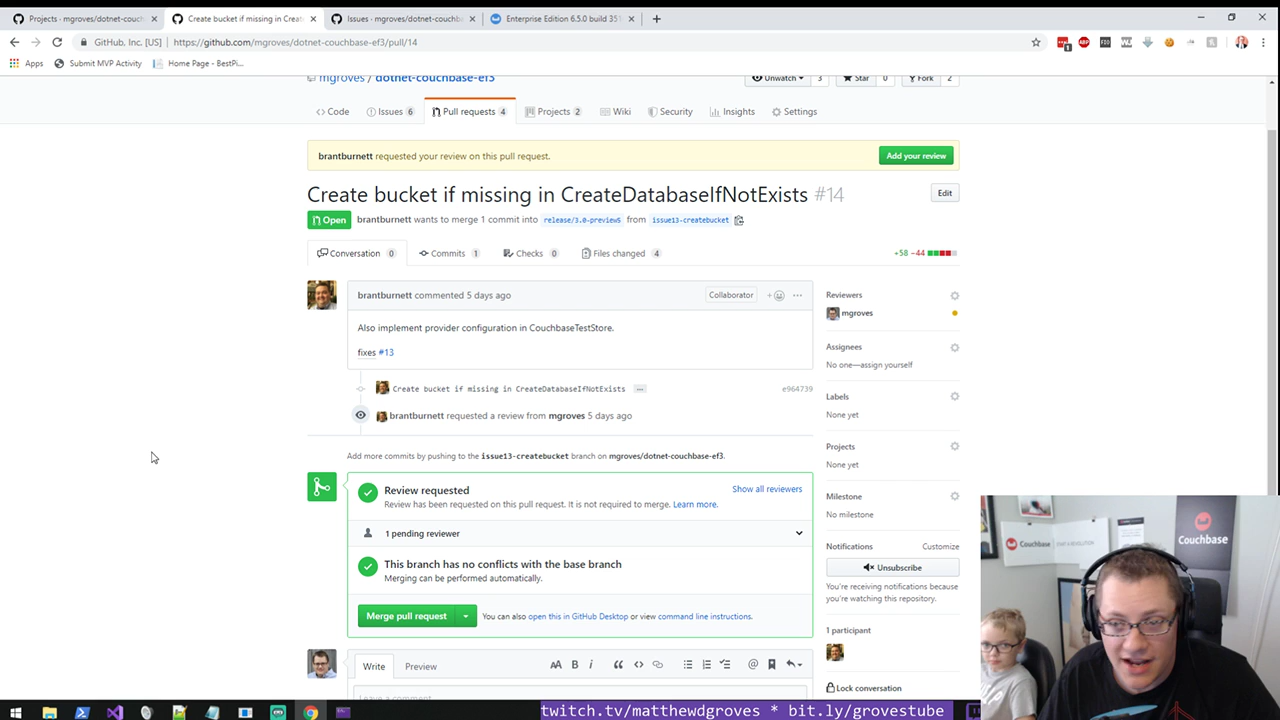 Projects · mgroves/dotnet-couch
Create bucket if missing in Creat
Issues · mgroves/dotnet-couchb
Enterprise Edition 6.5.0 build 351
GitHub, Inc. [US]
https://github.com/mgroves/dotnet-couchbase-ef3/pull/14
Apps
Submit MVP Activity
Home Page - BestPi...
mgroves / dotnet-couchbase-ef3
Unwatch 3
Star 0
Fork 2
Code
Issues 6
Pull requests 4
Projects 2
Wiki
Security
Insights
Settings
brantburnett requested your review on this pull request.
Add your review
Create bucket if missing in CreateDatabaseIfNotExists #14
Edit
Open
brantburnett wants to merge 1 commit into release/3.0-preview5 from issue13-createbucket
Conversation 0
Commits 1
Checks 0
Files changed 4
+58 −44
brantburnett commented 5 days ago
Collaborator
Also implement provider configuration in CouchbaseTestStore.
fixes #13
Create bucket if missing in CreateDatabaseIfNotExists
e964739
brantburnett requested a review from mgroves 5 days ago
Add more commits by pushing to the issue13-createbucket branch on mgroves/dotnet-couchbase-ef3.
Review requested
Show all reviewers
Review has been requested on this pull request. It is not required to merge. Learn more.
1 pending reviewer
This branch has no conflicts with the base branch
Merging can be performed automatically.
Merge pull request
You can also open this in GitHub Desktop or view command line instructions.
Write
Preview
Leave a comment
Reviewers
mgroves
Assignees
No one—assign yourself
Labels
None yet
Projects
None yet
Milestone
No milestone
Notifications
Customize
Unsubscribe
You're receiving notifications because
you're watching this repository.
1 participant
Lock conversation
Couchbase
Couchbase
twitch.tv/matthewdgroves * bit.ly/grovestube